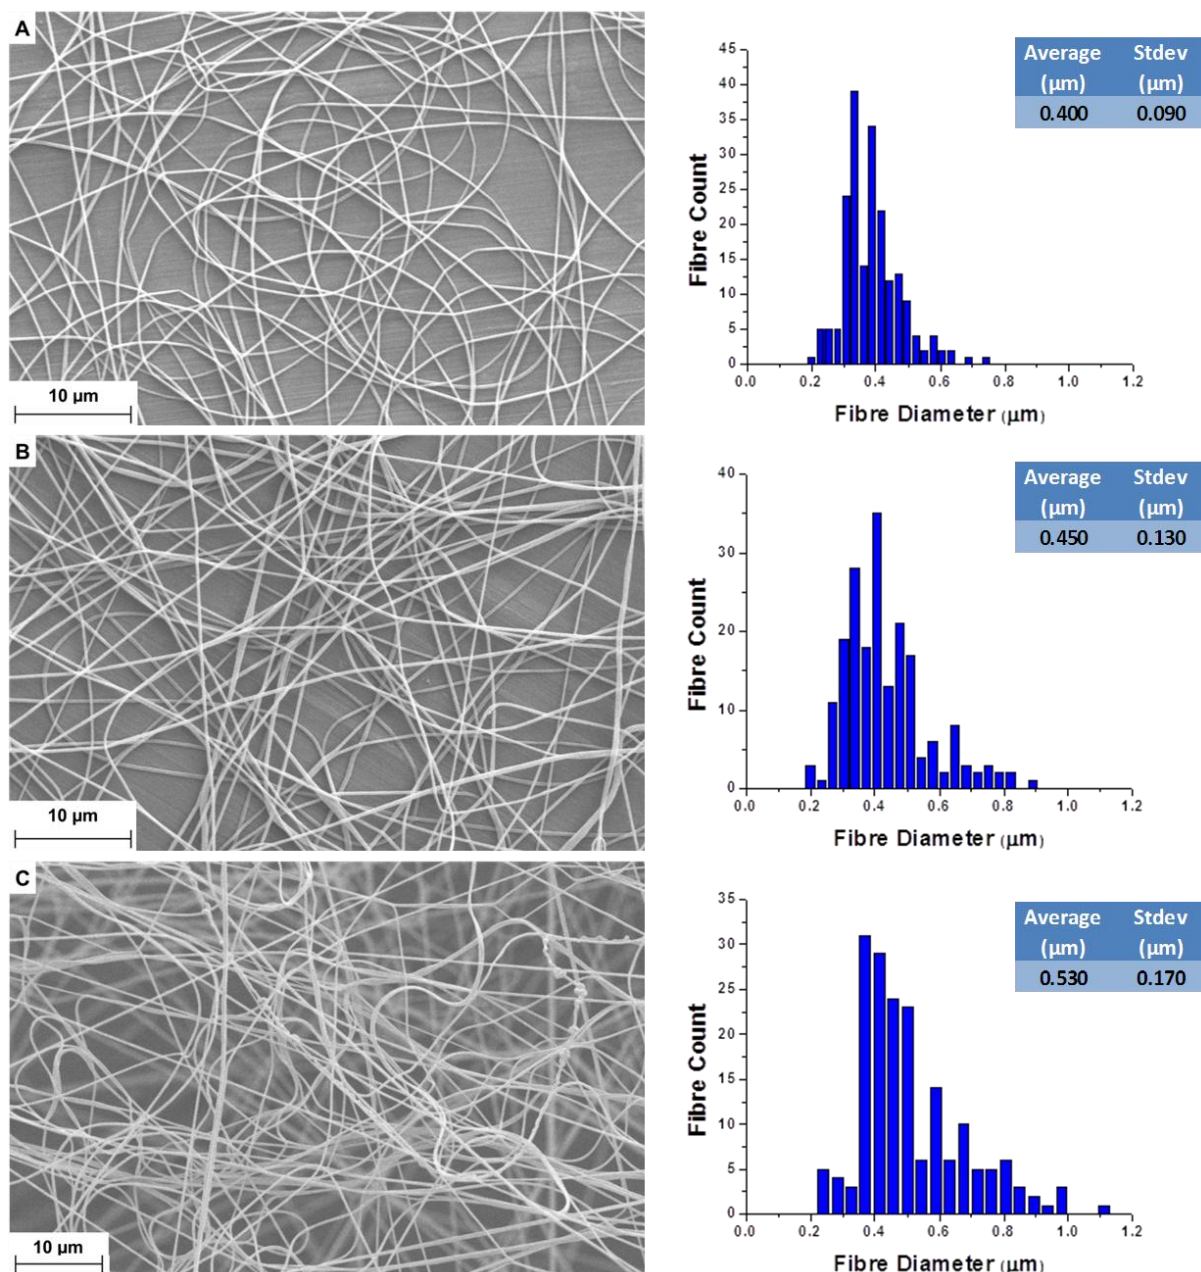 A
10 µm
45
40
35
30
25
20
15
10
5
0
Fibre Count
0.0 0.2 0.4 0.6 0.8 1.0 1.2
Fibre Diameter (µm)
Average Stdev
(µm) (µm)
0.400 0.090
B
10 µm
40
30
20
10
0
Fibre Count
0.0 0.2 0.4 0.6 0.8 1.0 1.2
Fibre Diameter (µm)
Average Stdev
(µm) (µm)
0.450 0.130
C
10 µm
35
30
25
20
15
10
5
0
Fibre Count
0.0 0.2 0.4 0.6 0.8 1.0 1.2
Fibre Diameter (µm)
Average Stdev
(µm) (µm)
0.530 0.170